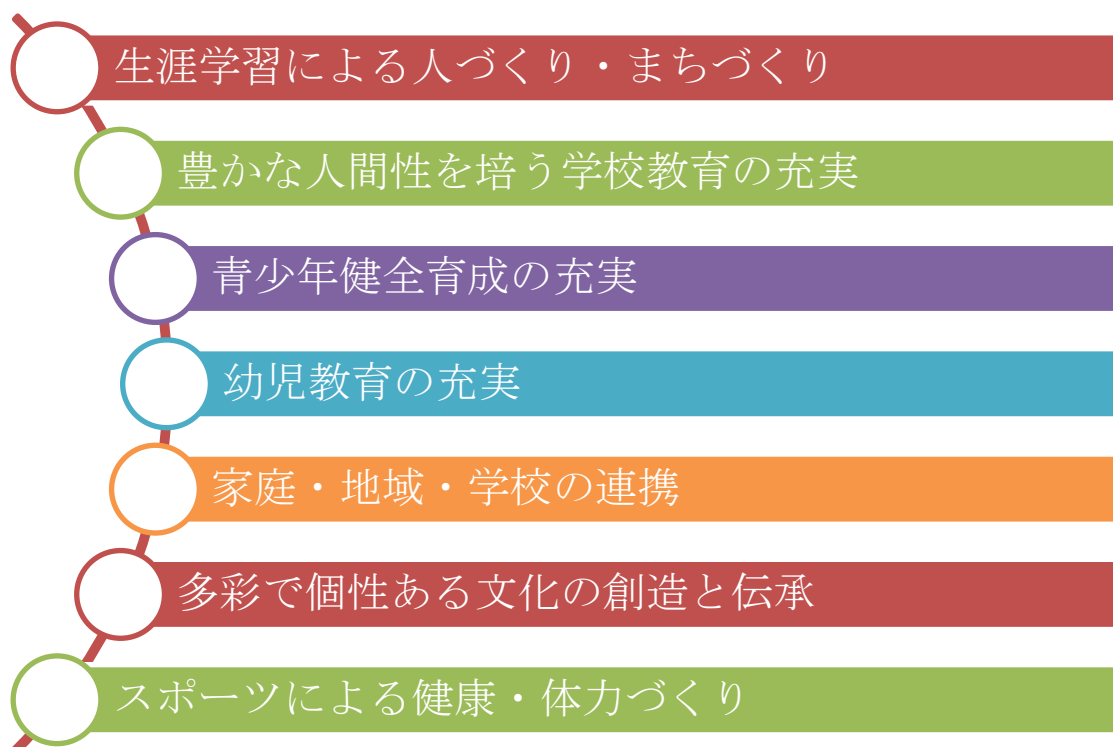 生涯学習による人づくり・まちづくり
豊かな人間性を培う学校教育の充実
青少年健全育成の充実
幼児教育の充実
家庭・地域・学校の連携
多彩で個性ある文化の創造と伝承
スポーツによる健康・体力づくり